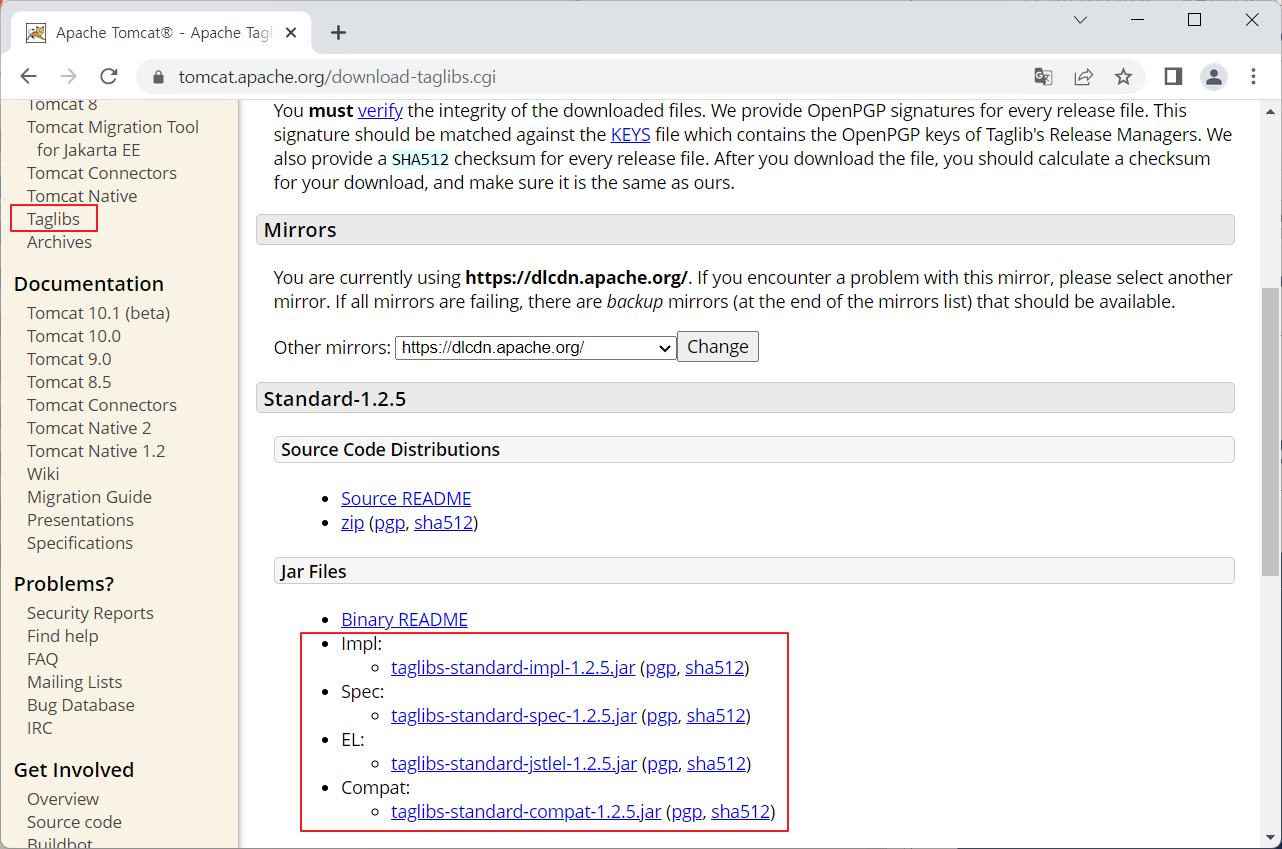 Apache Tomcat® - Apache Tagl
tomcat.apache.org/download-taglibs.cgi
Tomcat 8
Tomcat Migration Tool
for Jakarta EE
Tomcat Connectors
Tomcat Native
Taglibs
Archives
Documentation
Tomcat 10.1 (beta)
Tomcat 10.0
Tomcat 9.0
Tomcat 8.5
Tomcat Connectors
Tomcat Native 2
Tomcat Native 1.2
Wiki
Migration Guide
Presentations
Specifications
Problems?
Security Reports
Find help
FAQ
Mailing Lists
Bug Database
IRC
Get Involved
Overview
Source code
Buildbot
You must verify the integrity of the downloaded files. We provide OpenPGP signatures for every release file. This
signature should be matched against the KEYS file which contains the OpenPGP keys of Taglib's Release Managers. We
also provide a SHA512 checksum for every release file. After you download the file, you should calculate a checksum
for your download, and make sure it is the same as ours.
Mirrors
You are currently using https://dlcdn.apache.org/. If you encounter a problem with this mirror, please select another
mirror. If all mirrors are failing, there are backup mirrors (at the end of the mirrors list) that should be available.
Other mirrors: https://dlcdn.apache.org/ Change
Standard-1.2.5
Source Code Distributions
• Source README
• zip (pgp, sha512)
Jar Files
• Binary README
• Impl:
◦ taglibs-standard-impl-1.2.5.jar (pgp, sha512)
• Spec:
◦ taglibs-standard-spec-1.2.5.jar (pgp, sha512)
• EL:
◦ taglibs-standard-jstlel-1.2.5.jar (pgp, sha512)
• Compat:
◦ taglibs-standard-compat-1.2.5.jar (pgp, sha512)